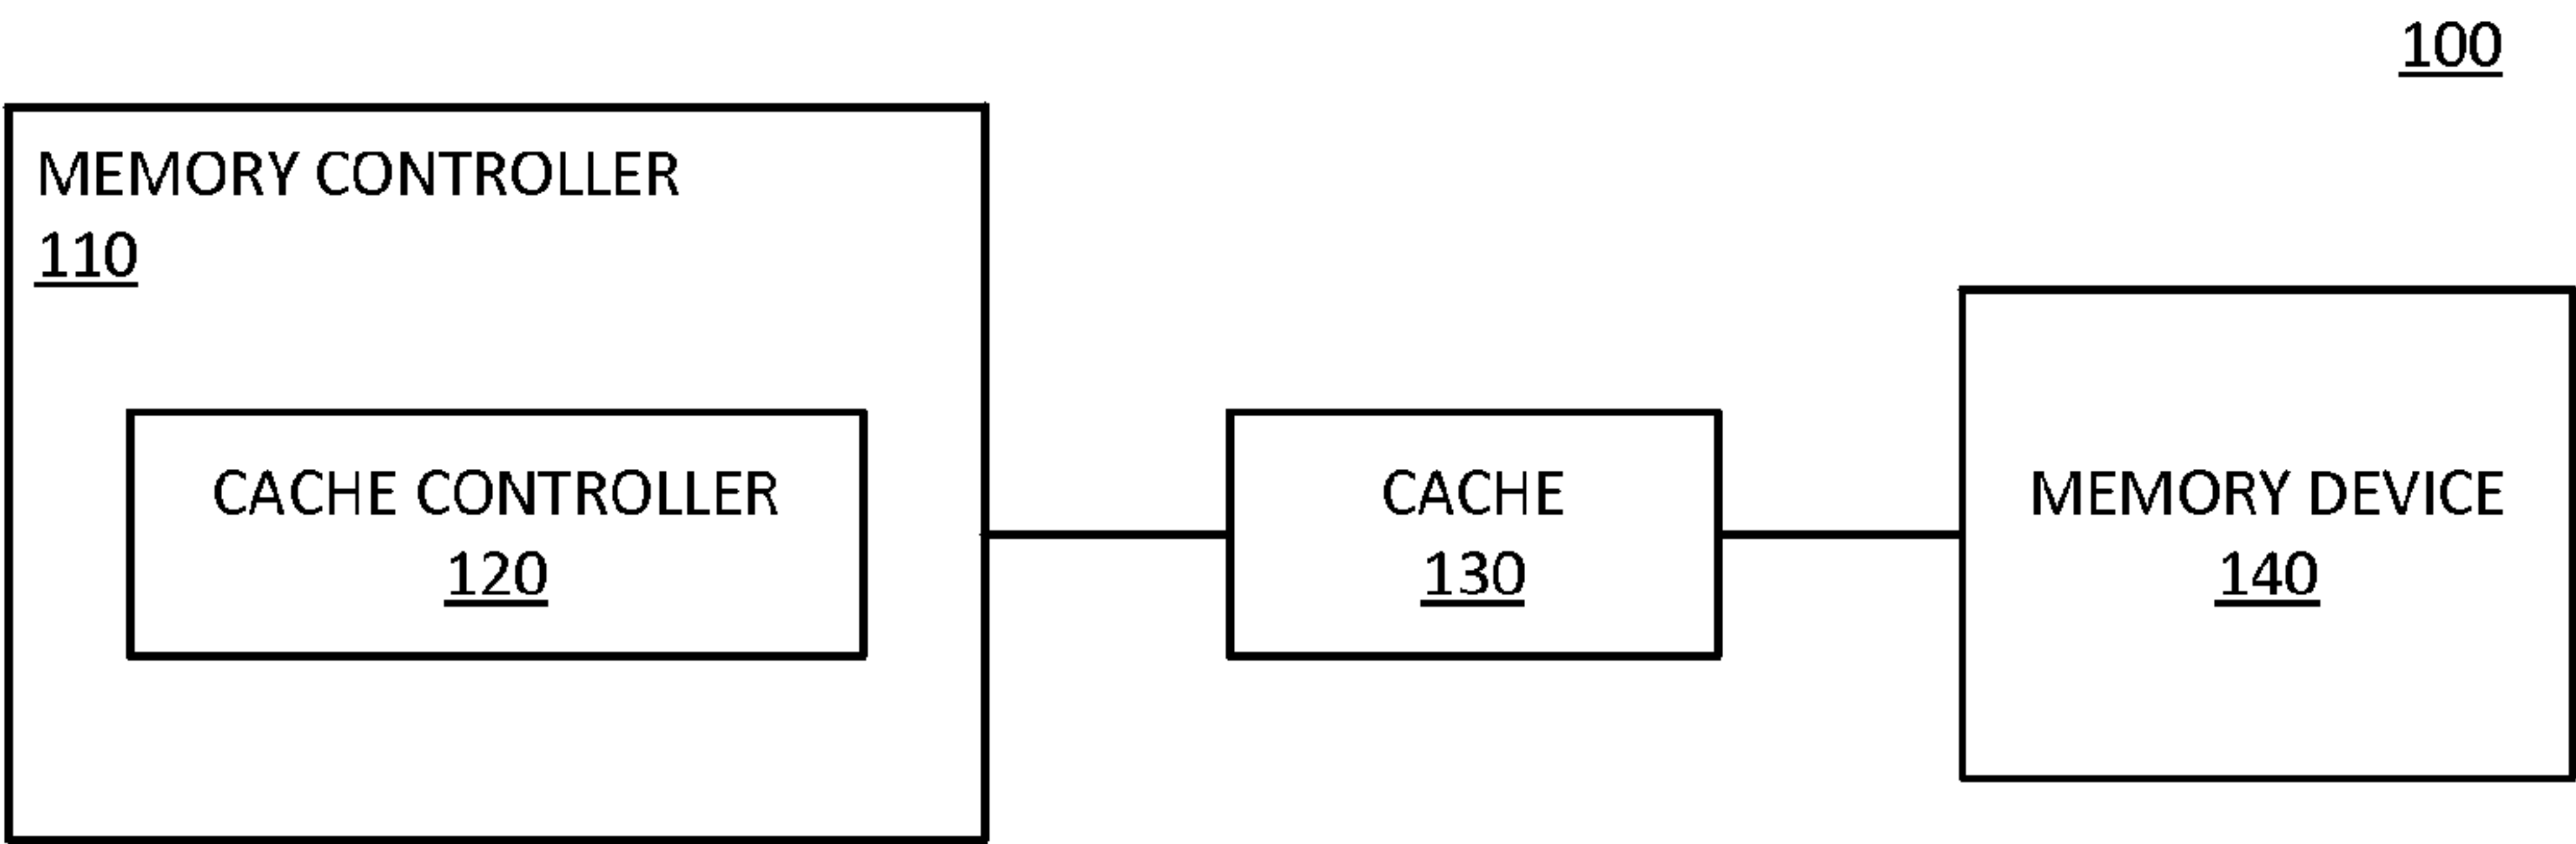 100
MEMORY CONTROLLER
110
CACHE CONTROLLER
120
CACHE
130
MEMORY DEVICE
140